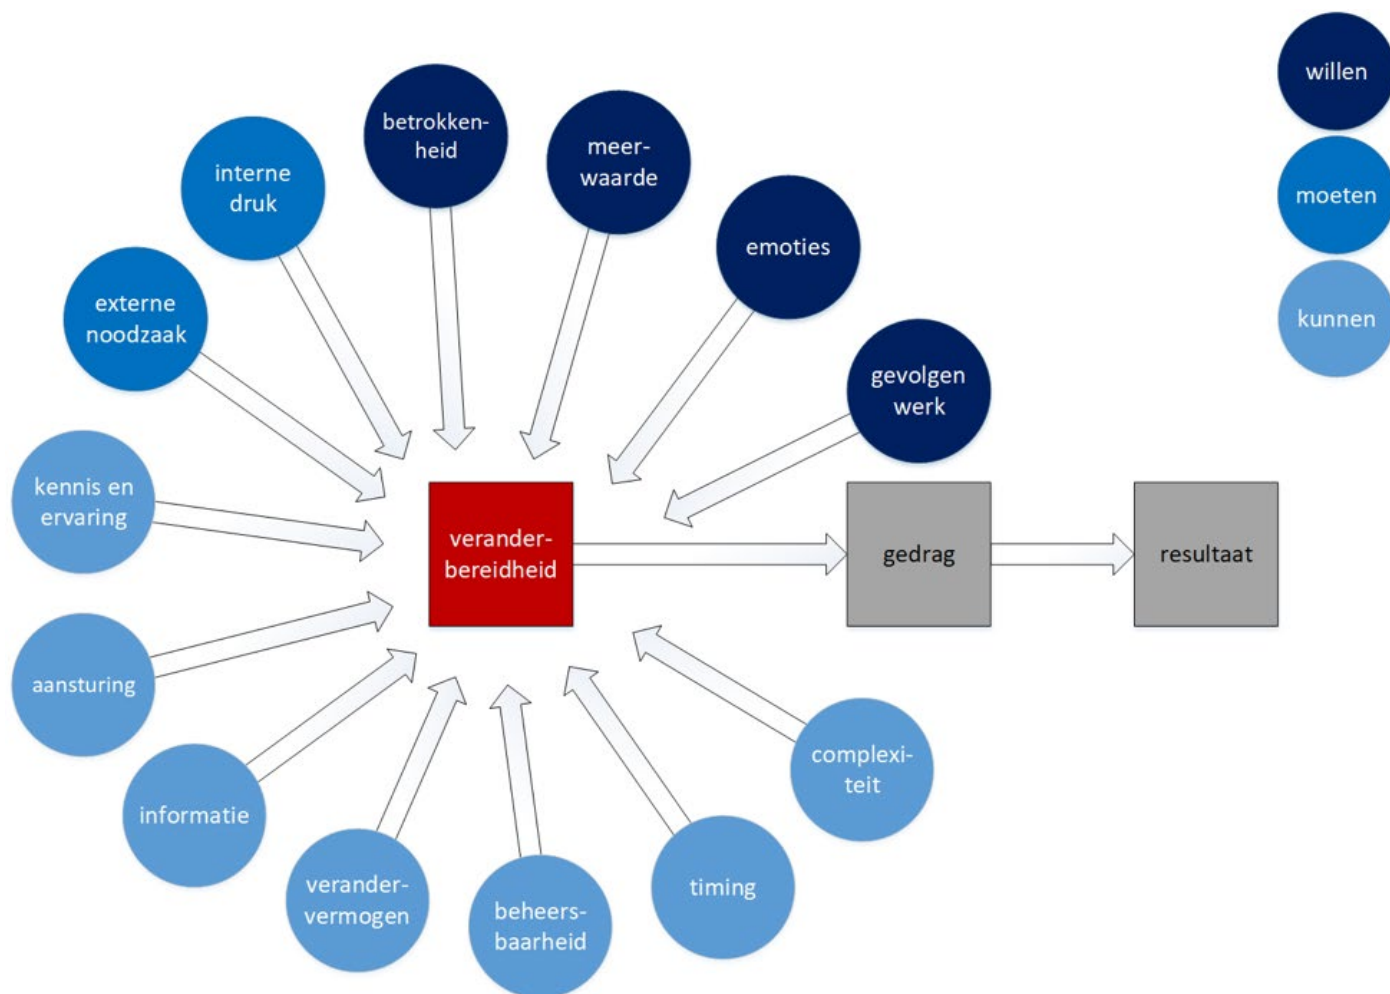 willen
betrokken-
heid
meer-
waarde
interne
druk
moeten
emoties
externe
noodzaak
kunnen
gevolgen
werk
kennis en
ervaring
verander-
bereidheid
gedrag
resultaat
aansturing
complexi-
teit
informatie
verander-
vermogen
timing
beheers-
baarheid